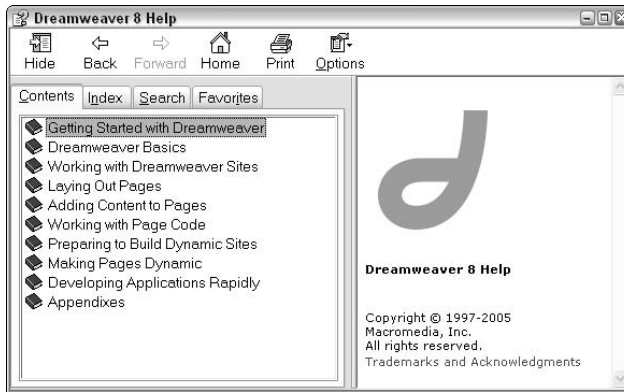 Dreamweaver 8 Help
Hide Back Forward Home Print Options
Contents Index Search Favorites
Getting Started with Dreamweaver
Dreamweaver Basics
Working with Dreamweaver Sites
Laying Out Pages
Adding Content to Pages
Working with Page Code
Preparing to Build Dynamic Sites
Making Pages Dynamic
Developing Applications Rapidly
Appendixes
Dreamweaver 8 Help
Copyright © 1997-2005
Macromedia, Inc.
All rights reserved.
Trademarks and Acknowledgments